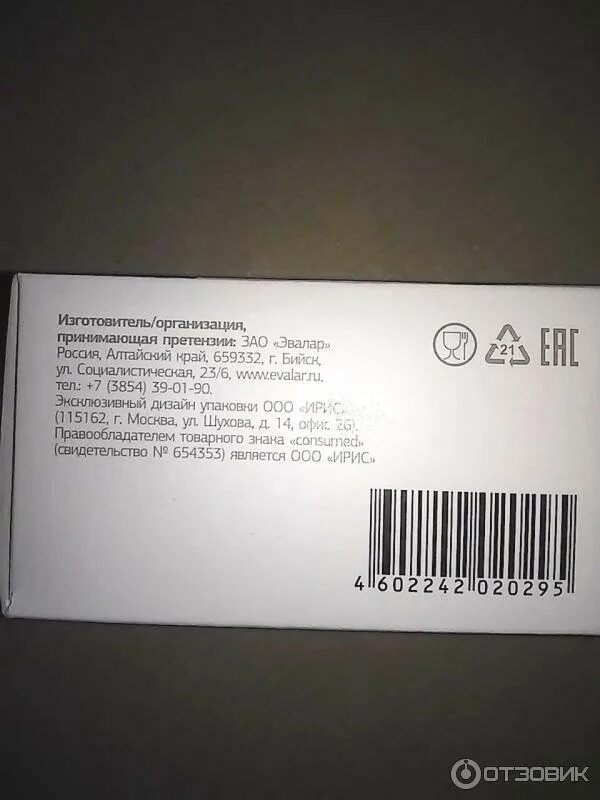 Изготовитель/организация,
принимающая претензии: ЗАО «Эвалар»
Россия, Алтайский край, 659332, г. Бийск,
ул. Социалистическая, 23/6, www.evalar.ru,
тел.: +7 (3854) 39-01-90.
Эксклюзивный дизайн упаковки ООО «ИРИС»
(115162, г. Москва, ул. Шухова, д. 14, офис 2G).
Правообладателем товарного знака «consumed»
(свидетельство № 654353) является ООО «ИРИС»
21
EAC
4 602242 020295
ОТЗОВИК